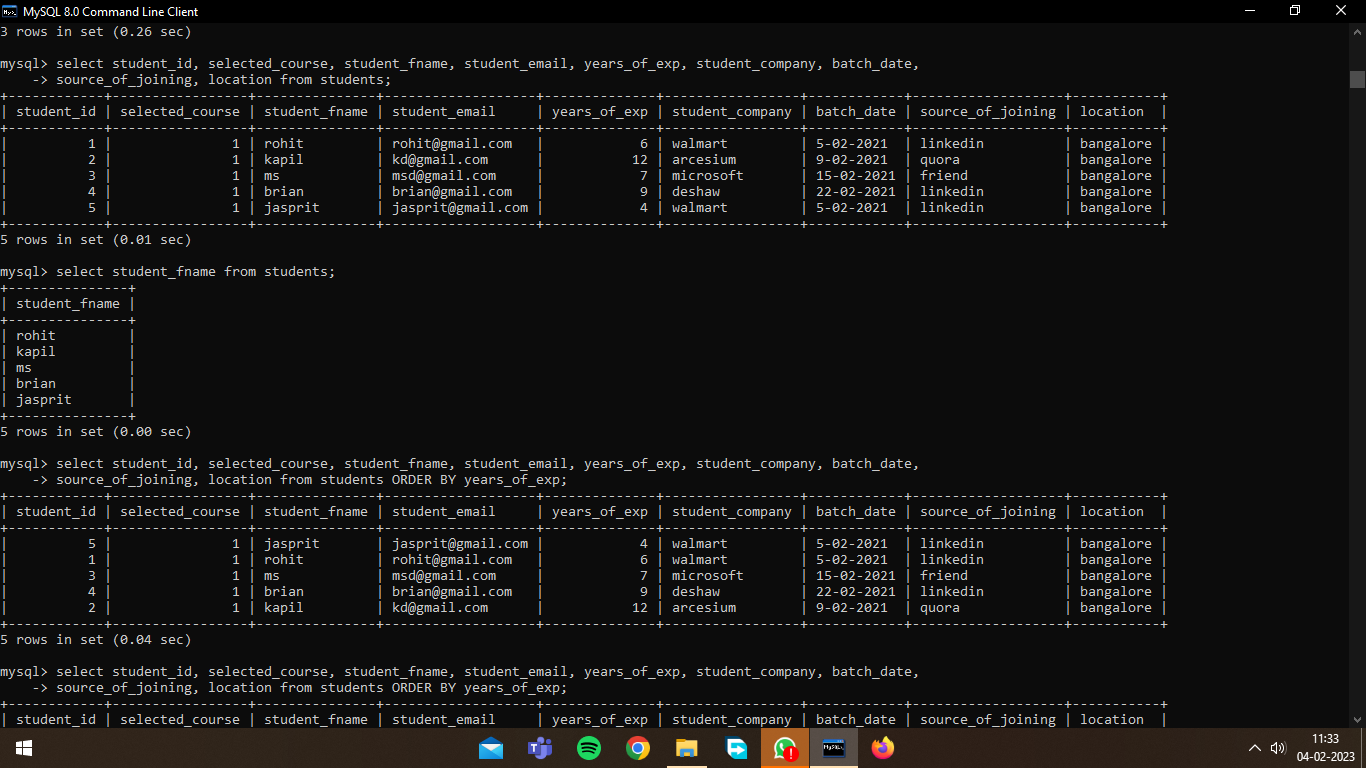 MySQL 8.0 Command Line Client
3 rows in set (0.26 sec)
mysql> select student_id, selected_course, student_fname, student_email, years_of_exp, student_company, batch_date,
    -> source_of_joining, location from students;
+------------+-----------------+---------------+-------------------+--------------+-----------------+------------+-------------------+-----------+
| student_id | selected_course | student_fname | student_email     | years_of_exp | student_company | batch_date | source_of_joining | location  |
+------------+-----------------+---------------+-------------------+--------------+-----------------+------------+-------------------+-----------+
|          1 |               1 | rohit         | rohit@gmail.com   |            6 | walmart         | 5-02-2021  | linkedin          | bangalore |
|          2 |               1 | kapil         | kd@gmail.com      |           12 | arcesium        | 9-02-2021  | quora             | bangalore |
|          3 |               1 | ms            | msd@gmail.com     |            7 | microsoft       | 15-02-2021 | friend            | bangalore |
|          4 |               1 | brian         | brian@gmail.com   |            9 | deshaw          | 22-02-2021 | linkedin          | bangalore |
|          5 |               1 | jasprit       | jasprit@gmail.com |            4 | walmart         | 5-02-2021  | linkedin          | bangalore |
+------------+-----------------+---------------+-------------------+--------------+-----------------+------------+-------------------+-----------+
5 rows in set (0.01 sec)
mysql> select student_fname from students;
+---------------+
| student_fname |
+---------------+
| rohit         |
| kapil         |
| ms            |
| brian         |
| jasprit       |
+---------------+
5 rows in set (0.00 sec)
mysql> select student_id, selected_course, student_fname, student_email, years_of_exp, student_company, batch_date,
    -> source_of_joining, location from students ORDER BY years_of_exp;
+------------+-----------------+---------------+-------------------+--------------+-----------------+------------+-------------------+-----------+
| student_id | selected_course | student_fname | student_email     | years_of_exp | student_company | batch_date | source_of_joining | location  |
+------------+-----------------+---------------+-------------------+--------------+-----------------+------------+-------------------+-----------+
|          5 |               1 | jasprit       | jasprit@gmail.com |            4 | walmart         | 5-02-2021  | linkedin          | bangalore |
|          1 |               1 | rohit         | rohit@gmail.com   |            6 | walmart         | 5-02-2021  | linkedin          | bangalore |
|          3 |               1 | ms            | msd@gmail.com     |            7 | microsoft       | 15-02-2021 | friend            | bangalore |
|          4 |               1 | brian         | brian@gmail.com   |            9 | deshaw          | 22-02-2021 | linkedin          | bangalore |
|          2 |               1 | kapil         | kd@gmail.com      |           12 | arcesium        | 9-02-2021  | quora             | bangalore |
+------------+-----------------+---------------+-------------------+--------------+-----------------+------------+-------------------+-----------+
5 rows in set (0.04 sec)
mysql> select student_id, selected_course, student_fname, student_email, years_of_exp, student_company, batch_date,
    -> source_of_joining, location from students ORDER BY years_of_exp;
+------------+-----------------+---------------+-------------------+--------------+-----------------+------------+-------------------+-----------+
| student_id | selected_course | student_fname | student_email     | years_of_exp | student_company | batch_date | source_of_joining | location  |
11:33
04-02-2023